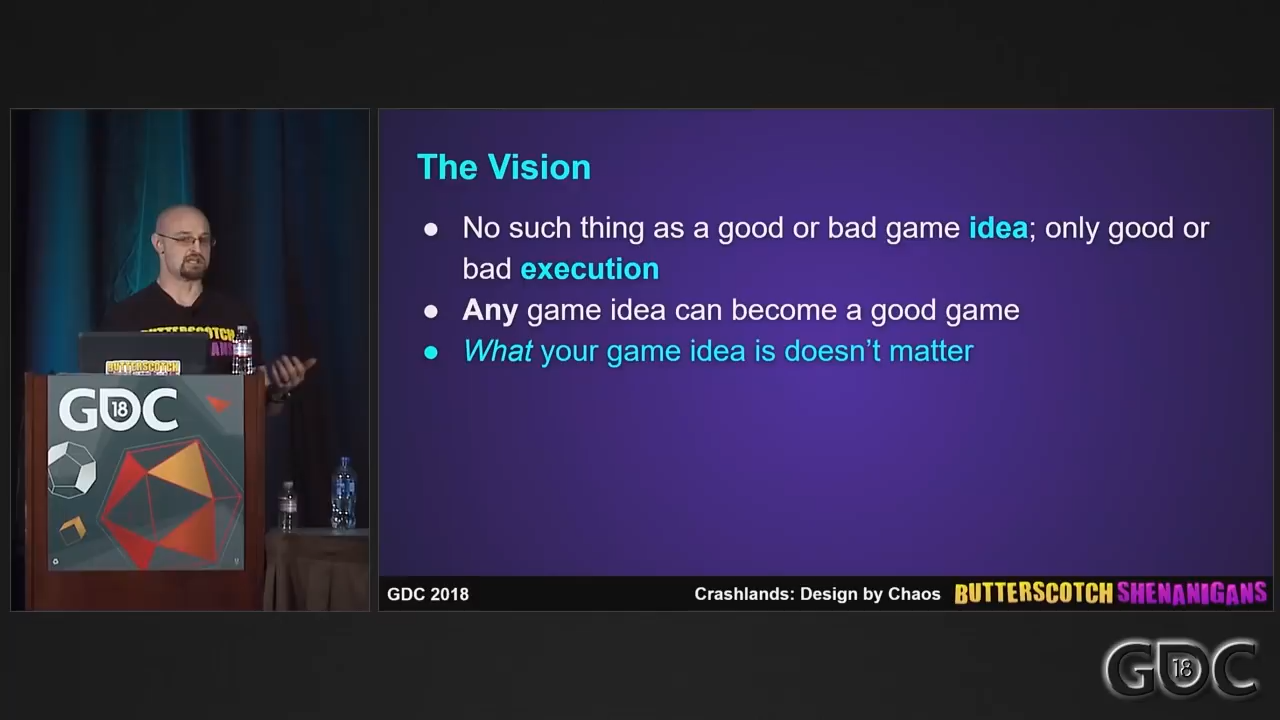 The Vision
● No such thing as a good or bad game idea; only good or
bad execution
● Any game idea can become a good game
● What your game idea is doesn't matter
BUTTERSCOTCH
BUTTERSCOTCH
GDC 18
GDC 2018
Crashlands: Design by Chaos
BUTTERSCOTCH SHENANIGANS
GDC 18